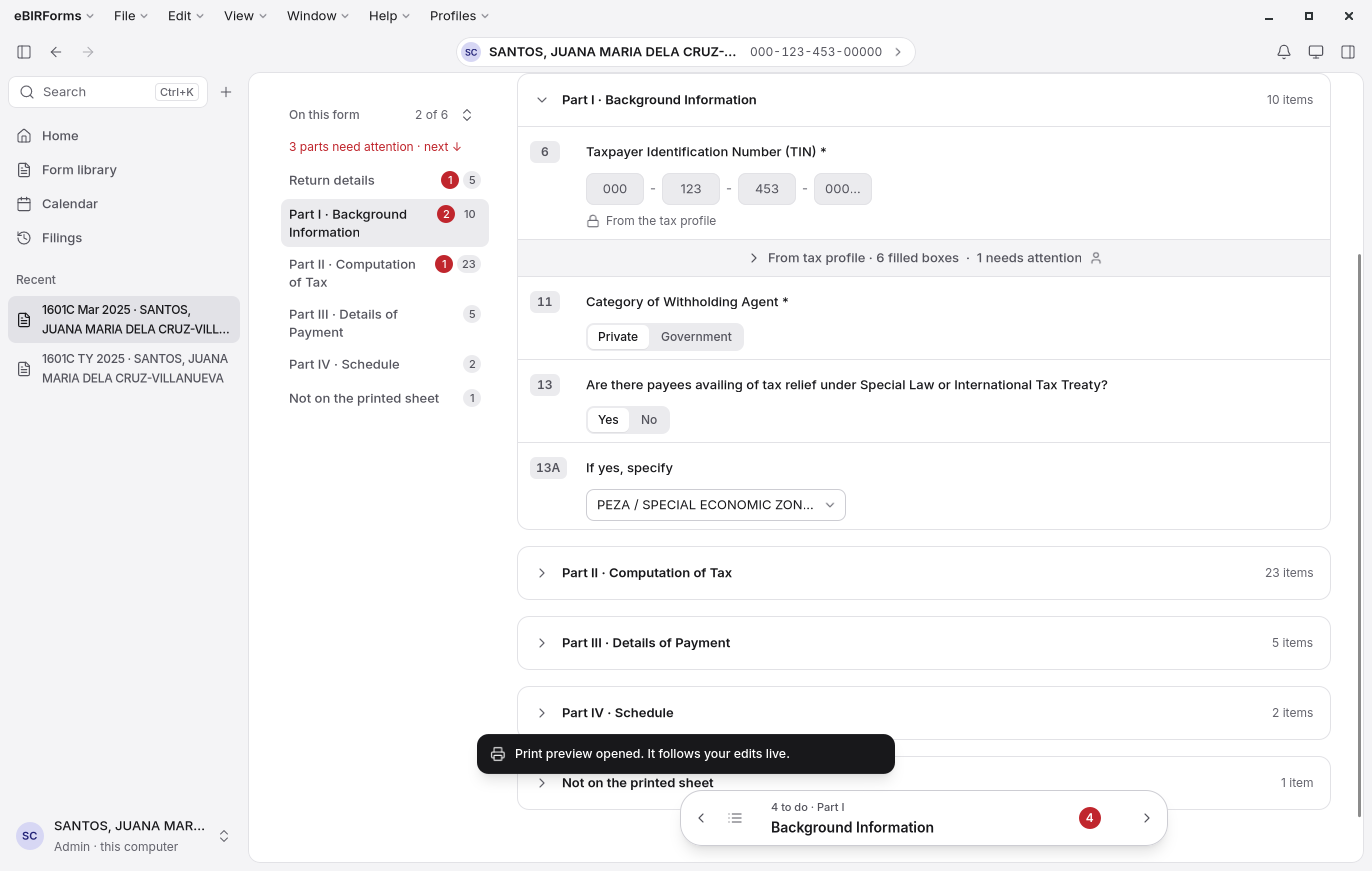 eBIRForms File Edit View Window Help Profiles
SC SANTOS, JUANA MARIA DELA CRUZ-... 000-123-453-00000
Search Ctrl+K
Home
Form library
Calendar
Filings
Recent
1601C Mar 2025 · SANTOS,
JUANA MARIA DELA CRUZ-VILL...
1601C TY 2025 · SANTOS, JUANA
MARIA DELA CRUZ-VILLANUEVA
SC SANTOS, JUANA MAR...
Admin · this computer
On this form 2 of 6
3 parts need attention · next ↓
Return details 1 5
Part I · Background 2 10
Information
Part II · Computation 1 23
of Tax
Part III · Details of 5
Payment
Part IV · Schedule 2
Not on the printed sheet 1
Part I · Background Information 10 items
6 Taxpayer Identification Number (TIN) *
000 - 123 - 453 - 000...
From the tax profile
From tax profile · 6 filled boxes · 1 needs attention
11 Category of Withholding Agent *
Private Government
13 Are there payees availing of tax relief under Special Law or International Tax Treaty?
Yes No
13A If yes, specify
PEZA / SPECIAL ECONOMIC ZON...
Part II · Computation of Tax 23 items
Part III · Details of Payment 5 items
Part IV · Schedule 2 items
Print preview opened. It follows your edits live.
Not on the printed sheet 1 item
4 to do · Part I
Background Information 4